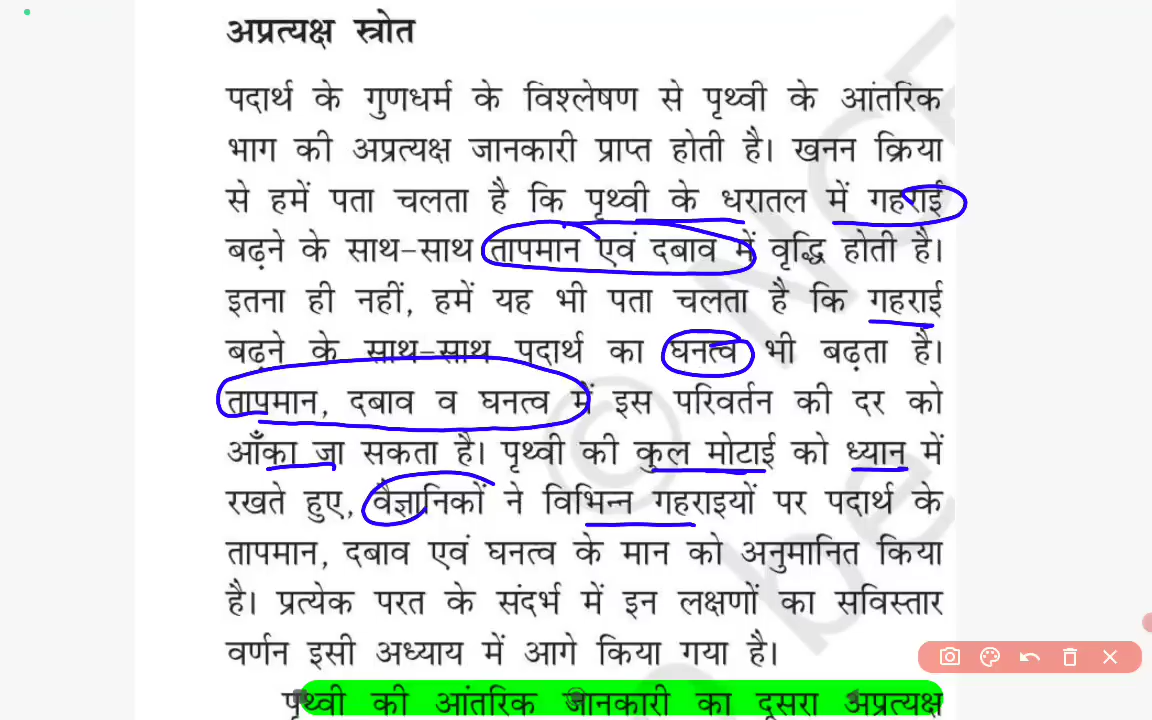 अप्रत्यक्ष स्त्रोत
पदार्थ के गुणधर्म के विश्लेषण से पृथ्वी के आंतरिक
भाग की अप्रत्यक्ष जानकारी प्राप्त होती है। खनन क्रिया
से हमें पता चलता है कि पृथ्वी के धरातल में गहराई
बढ़ने के साथ-साथ तापमान एवं दबाव में वृद्धि होती है।
इतना ही नहीं, हमें यह भी पता चलता है कि गहराई
बढ़ने के साथ-साथ पदार्थ का घनत्व भी बढ़ता है।
तापमान, दबाव व घनत्व में इस परिवर्तन की दर को
आँका जा सकता है। पृथ्वी की कुल मोटाई को ध्यान में
रखते हुए, वैज्ञानिकों ने विभिन्न गहराइयों पर पदार्थ के
तापमान, दबाव एवं घनत्व के मान को अनुमानित किया
है। प्रत्येक परत के संदर्भ में इन लक्षणों का सविस्तार
वर्णन इसी अध्याय में आगे किया गया है।
पृथ्वी की आंतरिक जानकारी का दूसरा अप्रत्यक्ष